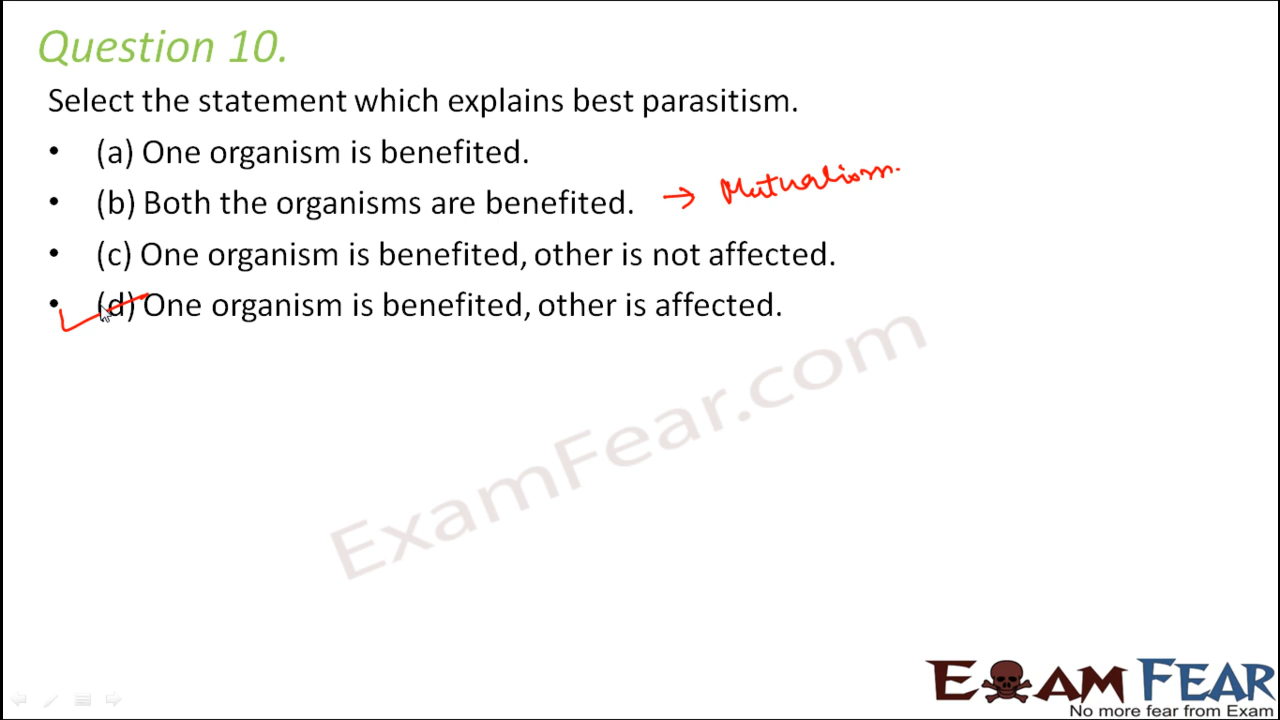 Question 10.
Select the statement which explains best parasitism.
• (a) One organism is benefited.
• (b) Both the organisms are benefited. → Mutualism.
• (c) One organism is benefited, other is not affected.
• (d) One organism is benefited, other is affected.
ExamFear.com
EXAM FEAR
No more fear from Exam